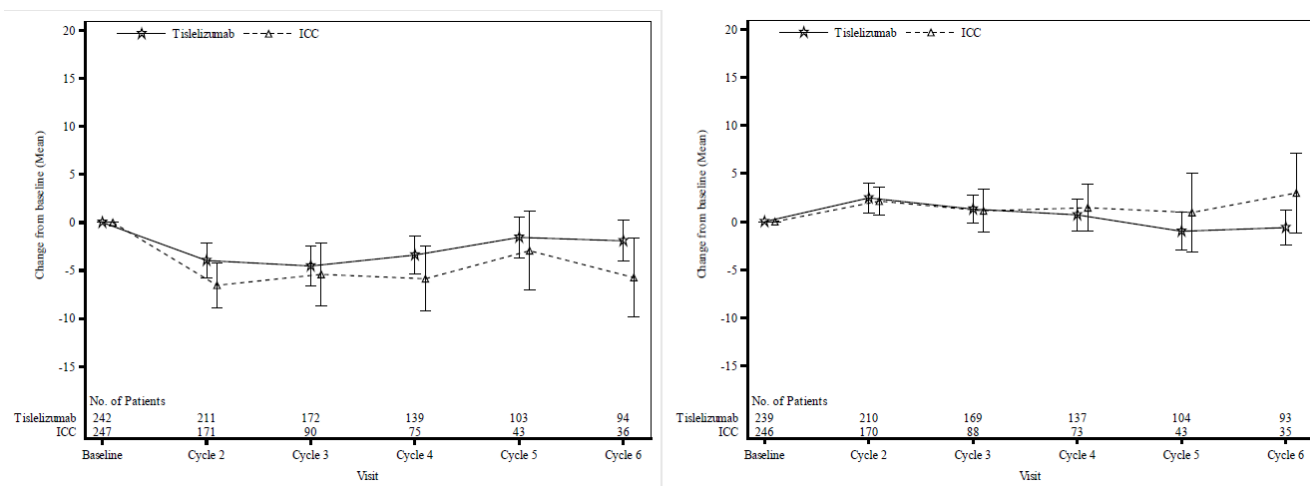 Tislelizumab ICC
Change from baseline (Mean)
20
15
10
5
0
-5
-10
-15
No. of Patients
Tislelizumab 242 211 172 139 103 94
ICC 247 171 90 75 43 36
Baseline Cycle 2 Cycle 3 Cycle 4 Cycle 5 Cycle 6
Visit
Tislelizumab ICC
Change from baseline (Mean)
20
15
10
5
0
-5
-10
-15
No. of Patients
Tislelizumab 239 210 169 137 104 93
ICC 246 170 88 73 43 35
Baseline Cycle 2 Cycle 3 Cycle 4 Cycle 5 Cycle 6
Visit